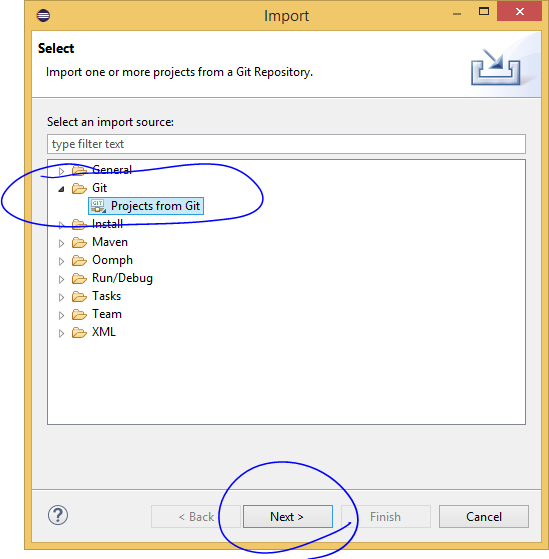 Import
Select
Import one or more projects from a Git Repository.
Select an import source:
type filter text
General
Git
GIT Projects from Git
Install
Maven
Oomph
Run/Debug
Tasks
Team
XML
? < Back Next > Finish Cancel